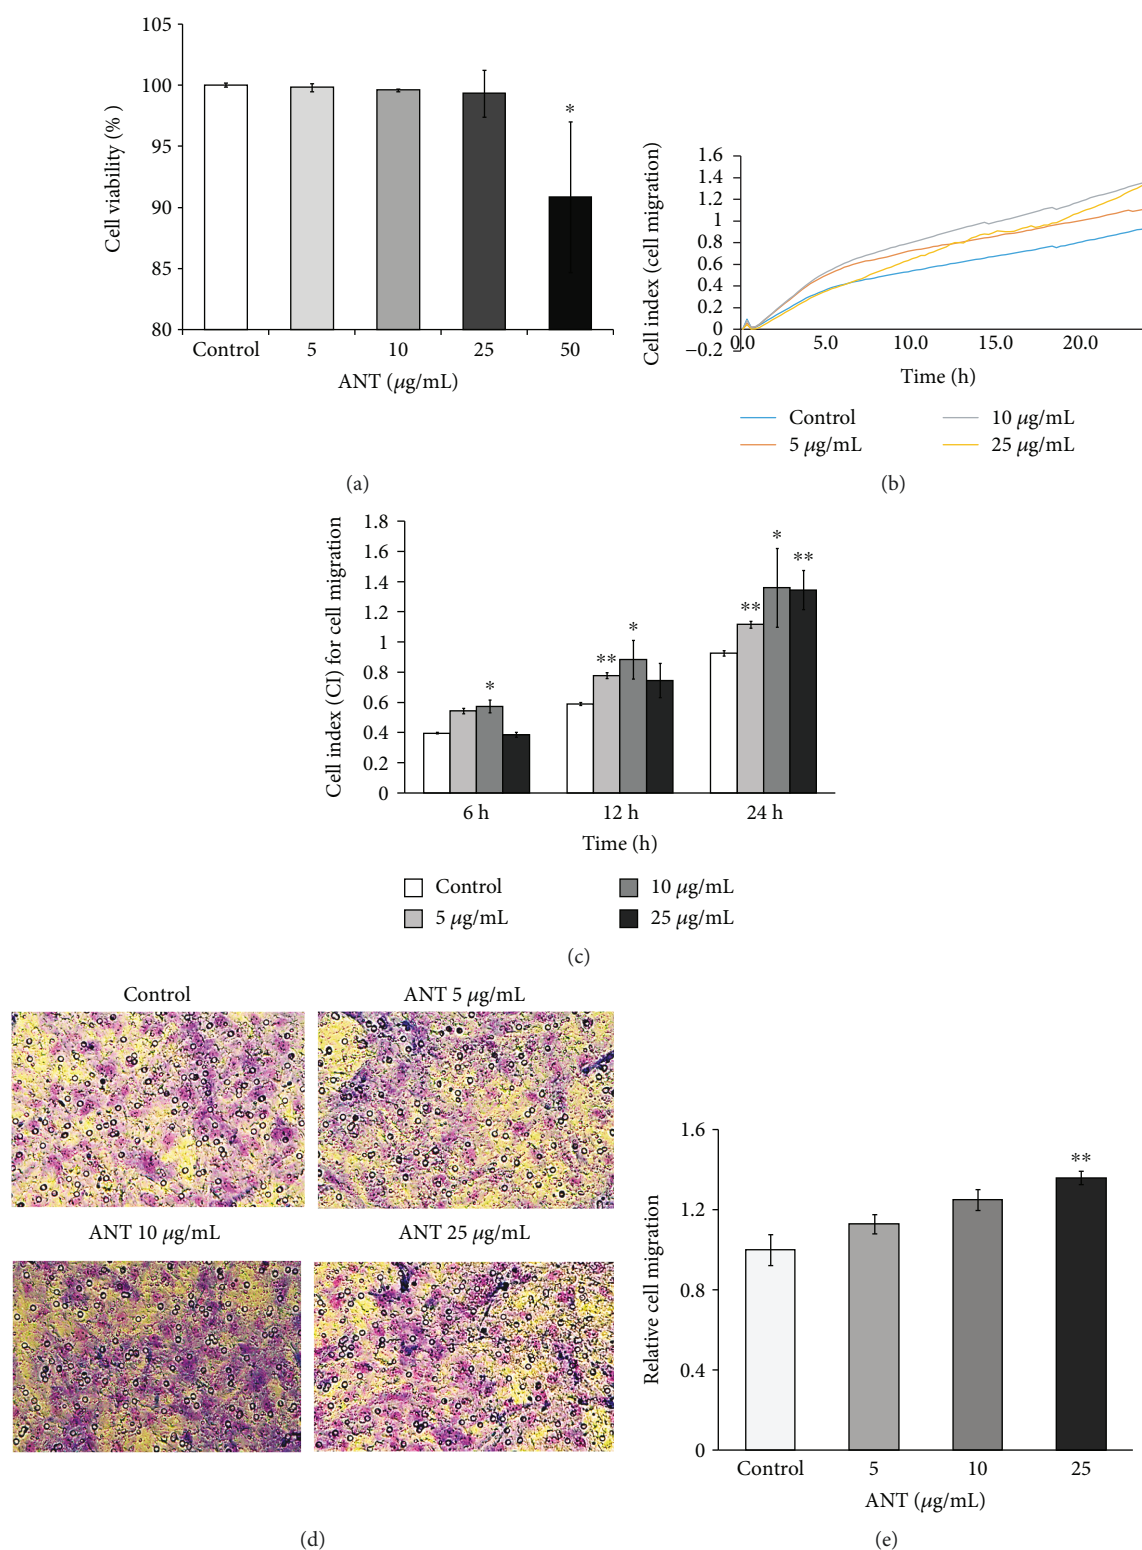 105
100
95
90
85
80
Cell viability (% )
*
Control 5 10 25 50
ANT (μg/mL)
(a)
1.6
1.4
1.2
1
0.8
0.6
0.4
0.2
0
−0.2
Cell index (cell migration)
0.0 5.0 10.0 15.0 20.0
Time (h)
Control
5 μg/mL
10 μg/mL
25 μg/mL
(b)
1.8
1.6
1.4
1.2
1
0.8
0.6
0.4
0.2
0
Cell index (CI) for cell migration
*
** *
** * **
6 h 12 h 24 h
Time (h)
Control
5 μg/mL
10 μg/mL
25 μg/mL
(c)
Control
ANT 5 μg/mL
ANT 10 μg/mL
ANT 25 μg/mL
(d)
1.6
1.2
0.8
0.4
0
Relative cell migration
**
Control 5 10 25
ANT (μg/mL)
(e)